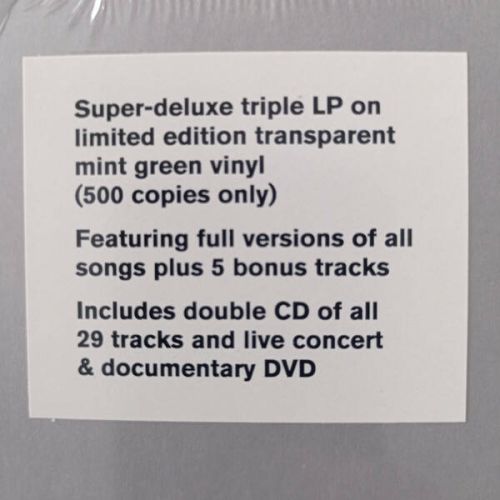 Super-deluxe triple LP on
limited edition transparent
mint green vinyl
(500 copies only)
Featuring full versions of all
songs plus 5 bonus tracks
Includes double CD of all
29 tracks and live concert
& documentary DVD